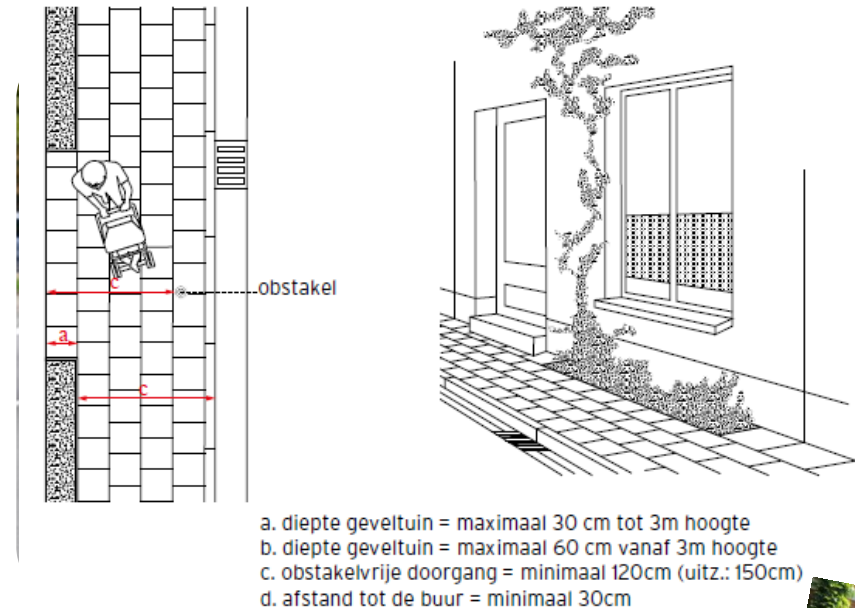 c
obstakel
a
c
a. diepte geveltuin = maximaal 30 cm tot 3m hoogte
b. diepte geveltuin = maximaal 60 cm vanaf 3m hoogte
c. obstakelvrije doorgang = minimaal 120cm (uitz.: 150cm)
d. afstand tot de buur = minimaal 30cm